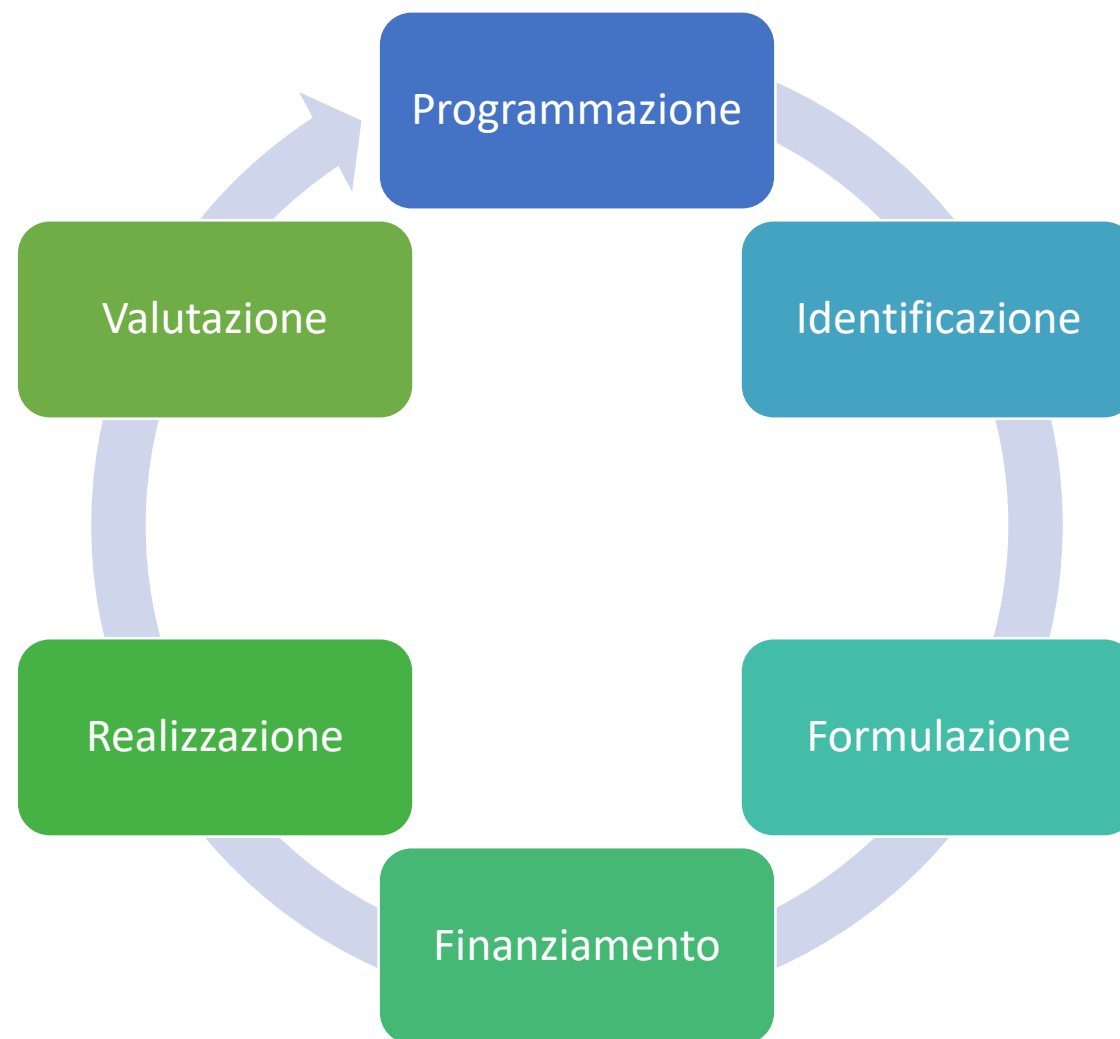 Programmazione
Identificazione
Formulazione
Finanziamento
Realizzazione
Valutazione